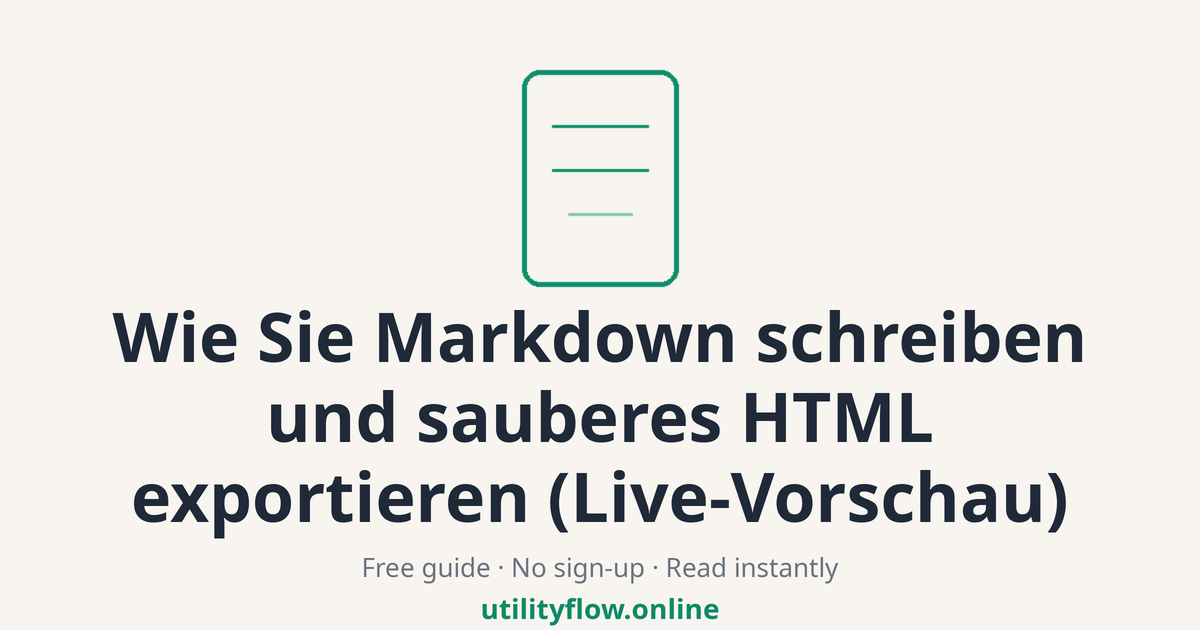 Wie Sie Markdown schreiben
und sauberes HTML
exportieren (Live-Vorschau)
Free guide · No sign-up · Read instantly
utilityflow.online